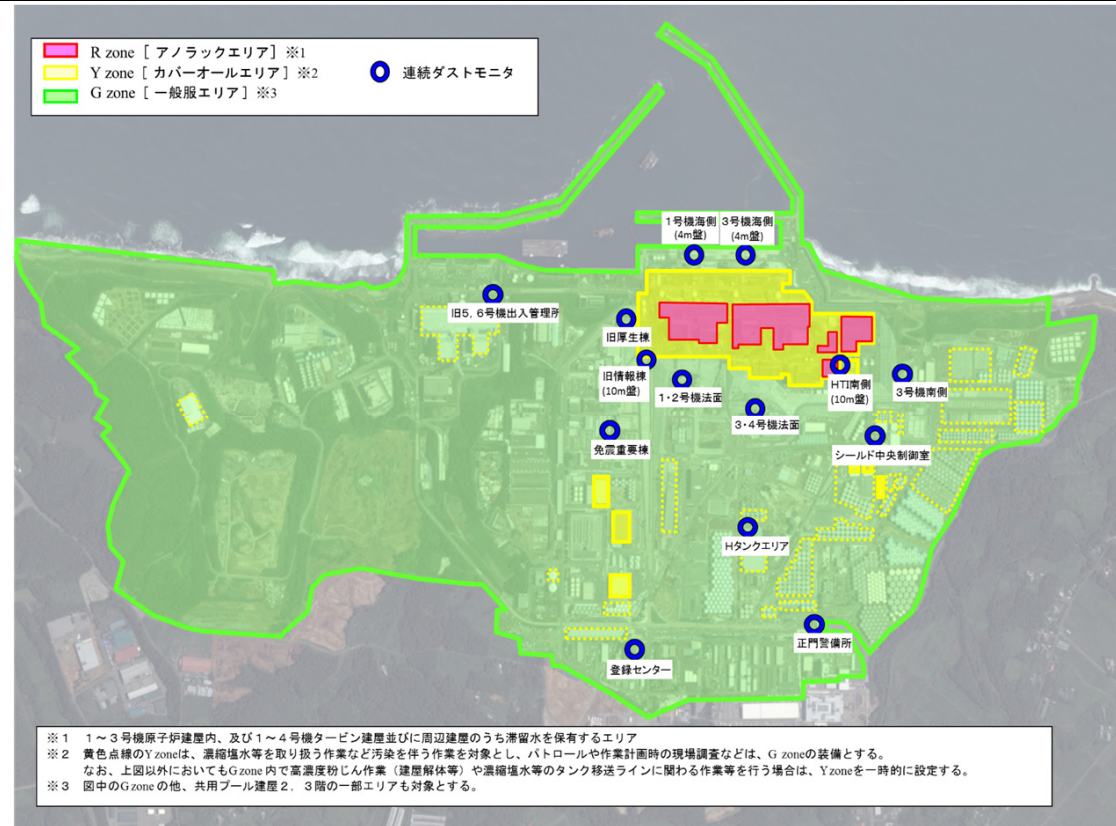 R zone [ アノラックエリア] ※1
Y zone [ カバーオールエリア] ※2
G zone [ 一般服エリア] ※3
連続ダストモニタ
1号機海側
(4m盤)
3号機海側
(4m盤)
旧5, 6号機出入管理所
旧厚生棟
旧情報棟
(10m盤)
1・2号機法面
HTI南側
(10m盤)
3号機南側
3・4号機法面
免震重要棟
シールド中央制御室
Hタンクエリア
正門警備所
登録センター
※1 1~3号機原子炉建屋内、及び1~4号機タービン建屋並びに周辺建屋のうち滞留水を保有するエリア
※2 黄色点線のYzoneは、濃縮塩水等を取り扱う作業など汚染を伴う作業を対象とし、パトロールや作業計画時の現場調査などは、G zoneの装備とする。
なお、上図以外においてもGzone内で高濃度粉じん作業（建屋解体等）や濃縮塩水等のタンク移送ラインに関わる作業等を行う場合は、Yzoneを一時的に設定する。
※3 図中のGzoneの他、共用プール建屋2．3階の一部エリアも対象とする。